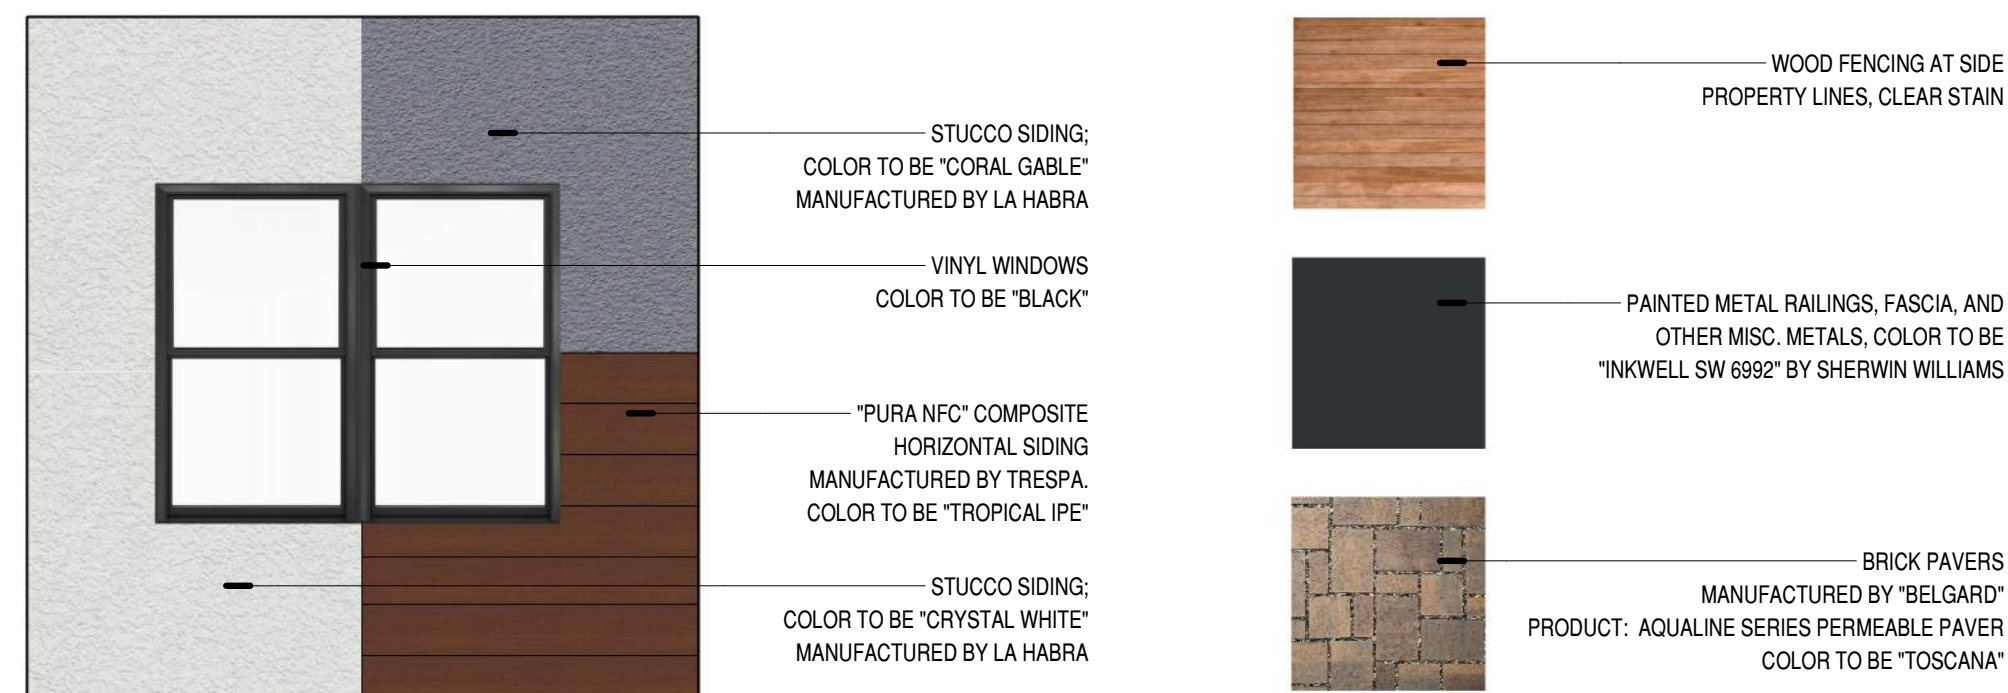 STUCCO SIDING;
COLOR TO BE "CORAL GABLE"
MANUFACTURED BY LA HABRA
VINYL WINDOWS
COLOR TO BE "BLACK"
"PURA NFC" COMPOSITE
HORIZONTAL SIDING
MANUFACTURED BY TRESPA.
COLOR TO BE "TROPICAL IPE"
STUCCO SIDING;
COLOR TO BE "CRYSTAL WHITE"
MANUFACTURED BY LA HABRA
WOOD FENCING AT SIDE
PROPERTY LINES, CLEAR STAIN
PAINTED METAL RAILINGS, FASCIA, AND
OTHER MISC. METALS, COLOR TO BE
"INKWELL SW 6992" BY SHERWIN WILLIAMS
BRICK PAVERS
MANUFACTURED BY "BELGARD"
PRODUCT:  AQUALINE SERIES PERMEABLE PAVER
COLOR TO BE "TOSCANA"